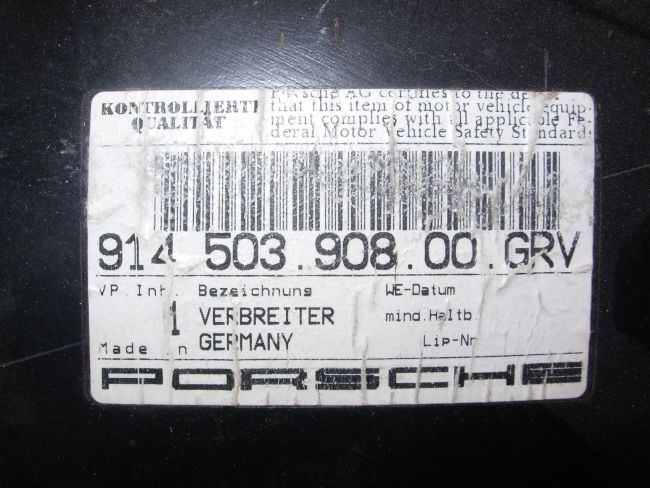 KONTROLLIERTE
QUALITÄT
Porsche AG certifies to the de
that this item of motor vehicle equip-
ment complies with all applicable Fe-
deral Motor Vehicle Safety Standards
914 503.908.00.GRV
VP.Inh Bezeichnung WE-Datum
1 VERBREITER mind.Haltb.
Made in GERMANY Lip-Nr
PORSCHE